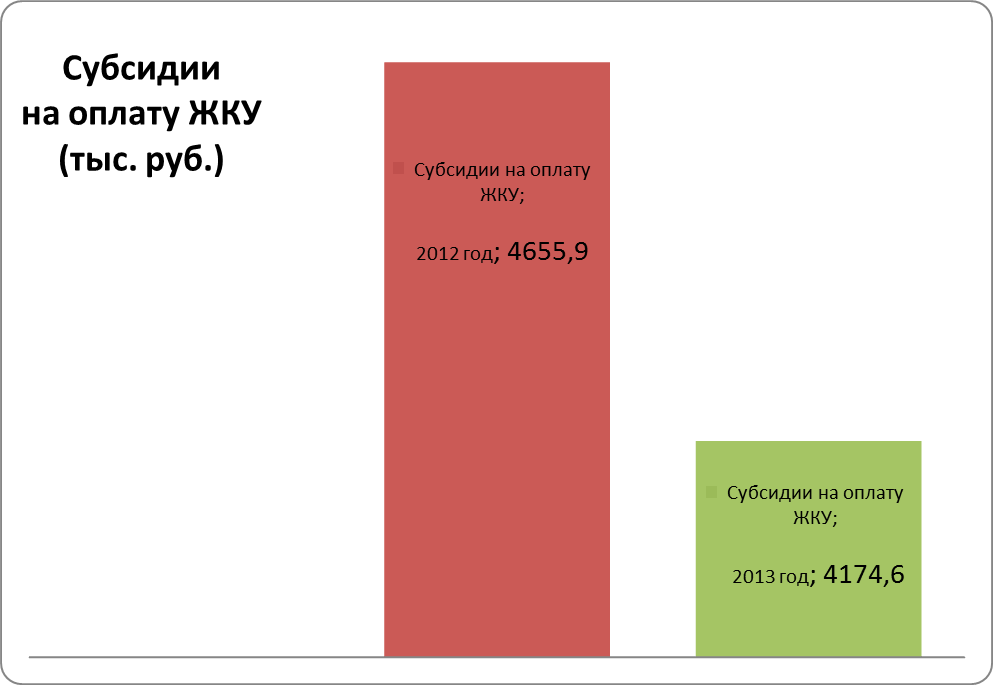 Субсидии
на оплату ЖКУ
(тыс. руб.)
Субсидии на оплату
ЖКУ;
2012 год; 4655,9
Субсидии на оплату
ЖКУ;
2013 год; 4174,6